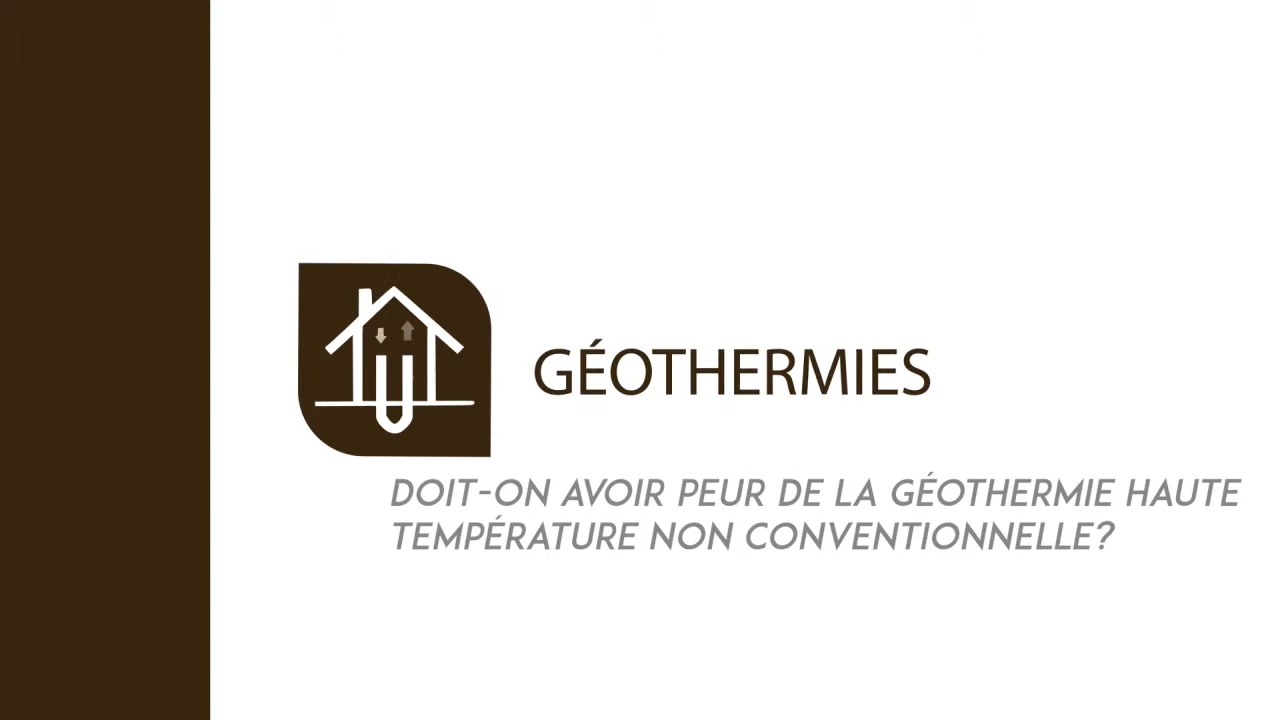 GÉOTHERMIES
DOIT-ON AVOIR PEUR DE LA GÉOTHERMIE HAUTE
TEMPÉRATURE NON CONVENTIONNELLE?